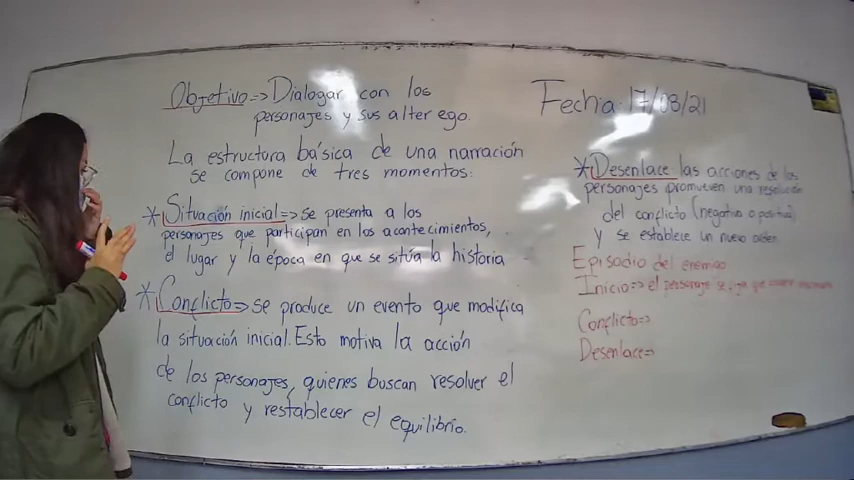 Objetivo => Dialogar con los
personajes y sus alter ego.
La estructura básica de una narración
se compone de tres momentos:
* Situación inicial => se presenta a los
personajes que participan en los acontecimientos,
el lugar y la época en que se sitúa la historia
* Conflicto => se produce un evento que modifica
la situación inicial. Esto motiva la acción
de los personajes, quienes buscan resolver el
conflicto y restablecer el equilibrio.
Fecha: 17/08/21
* Desenlace las acciones de los
personajes promueven una resolución
del conflicto (negativa o positiva)
y se establece un nuevo orden
Episodio del enemigo
Inicio => el personaje
Conflicto =>
Desenlace =>